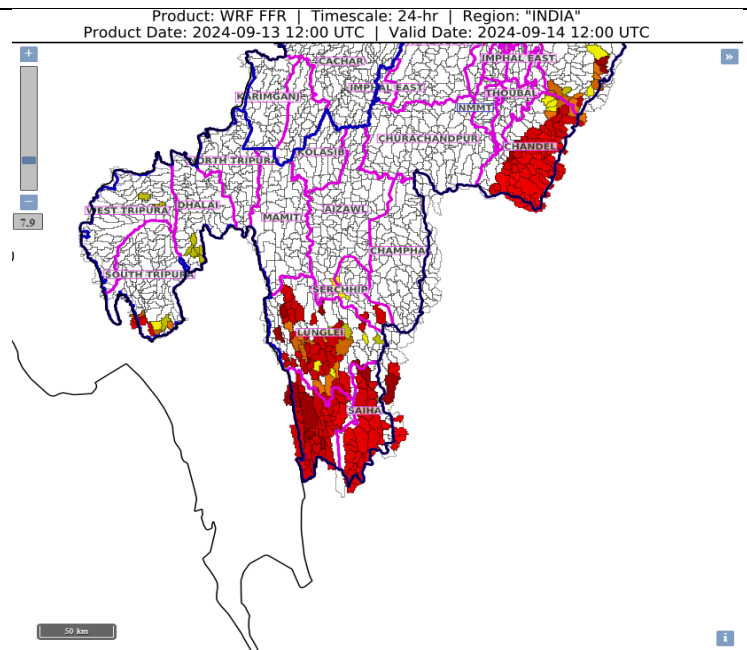 Product: WRF FFR | Timescale: 24-hr | Region: "INDIA"
Product Date: 2024-09-13 12:00 UTC | Valid Date: 2024-09-14 12:00 UTC
+
»
CACHAR
IMPHAL EAST
KARIMGANJ
IMPHAL EAST
THOUBAL
NMMT
CHURACHANDPUR
CHANDEL
KOLASIB
NORTH TRIPURA
−
7.9
WEST TRIPURA
DHALAI
MAMIT
AIZAWL
CHAMPHAI
SOUTH TRIPURA
SERCHHIP
LUNGLEI
SAIHA
50 km
i